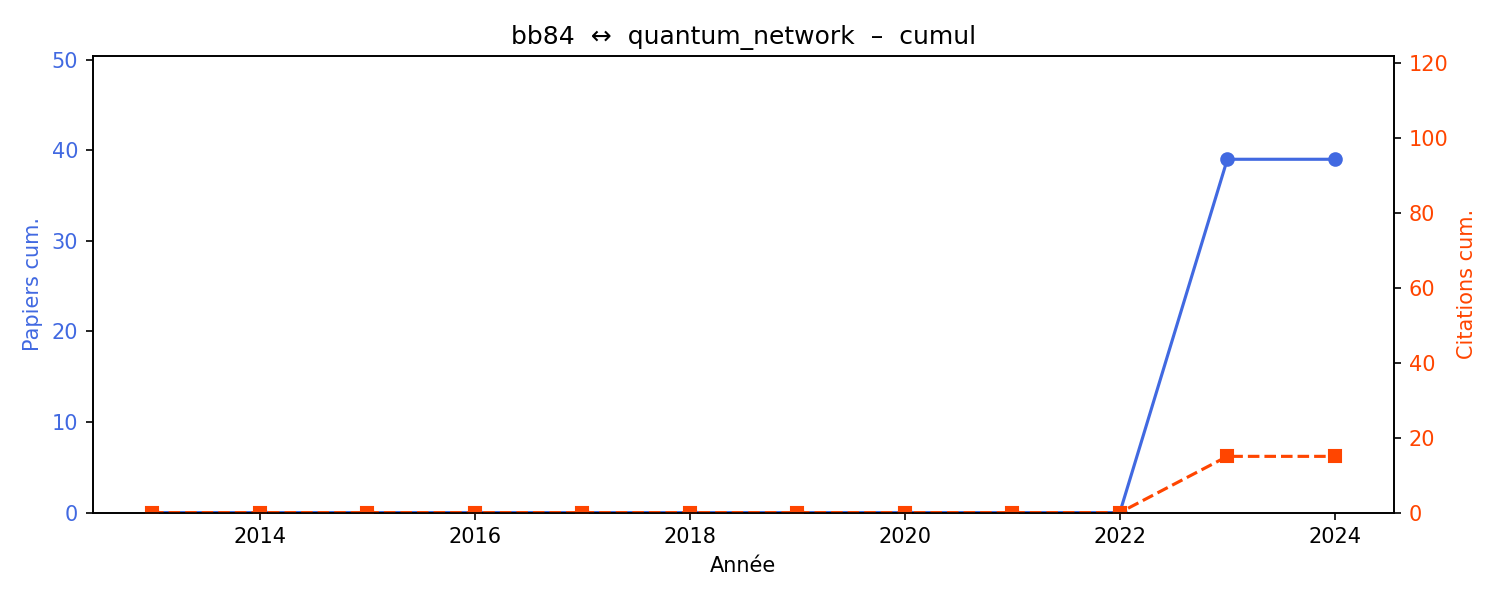 bb84 ↔ quantum_network – cumul
50
40
30
20
10
0
Papiers cum.
120
100
80
60
40
20
0
Citations cum.
2014 2016 2018 2020 2022 2024
Année